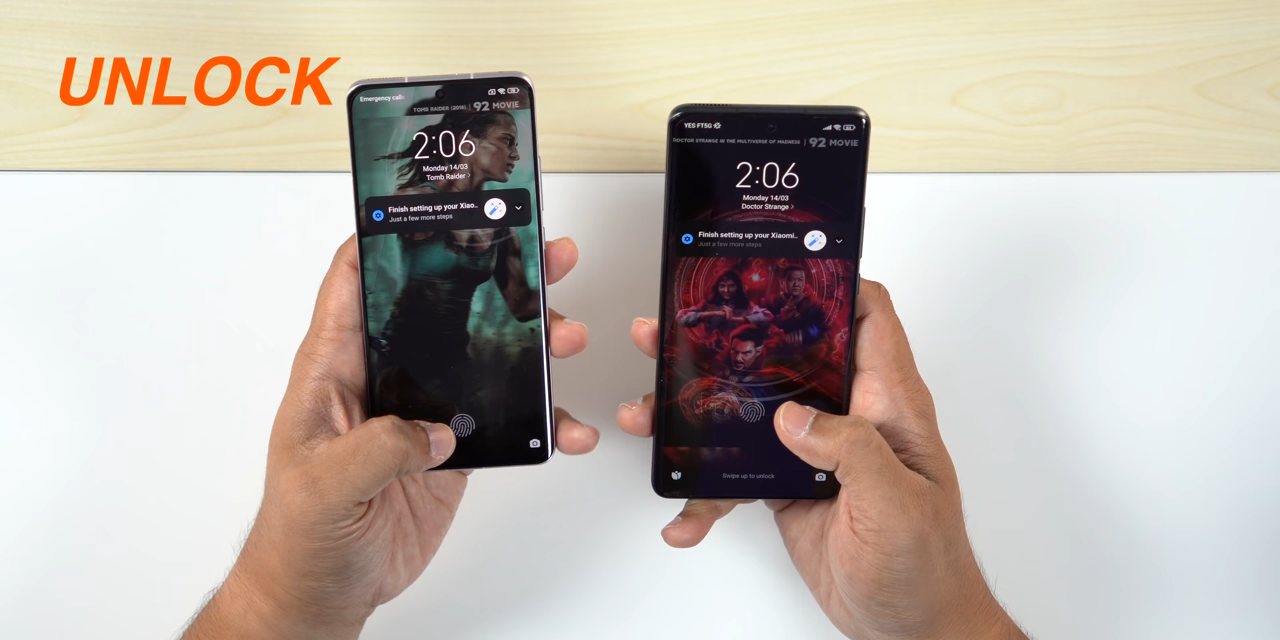 UNLOCK
Emergency calls
TOMB RAIDER (2018) | 92 MOVIE
2:06
Monday 14/03
Tomb Raider >
Finish setting up your Xiao..
Just a few more steps
YES FT5G
DOCTOR STRANGE IN THE MULTIVERSE OF MADNESS | 92 MOVIE
2:06
Monday 14/03
Doctor Strange >
Finish setting up your Xiaomi..
Just a few more steps
Swipe up to unlock